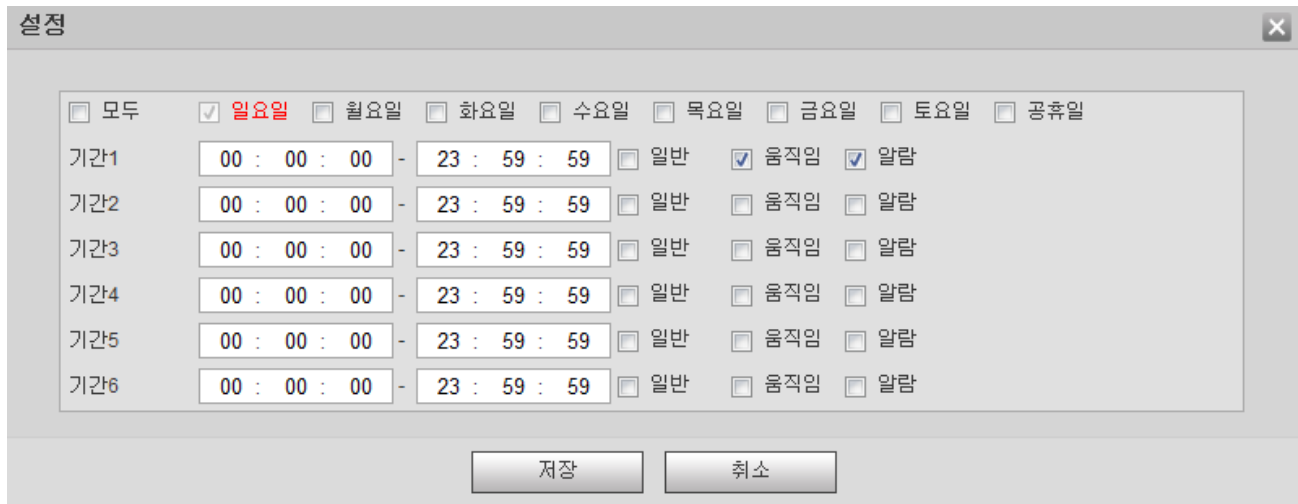 설정
모두 일요일 월요일 화요일 수요일 목요일 금요일 토요일 공휴일
기간1 00 : 00 : 00 - 23 : 59 : 59 일반 움직임 알람
기간2 00 : 00 : 00 - 23 : 59 : 59 일반 움직임 알람
기간3 00 : 00 : 00 - 23 : 59 : 59 일반 움직임 알람
기간4 00 : 00 : 00 - 23 : 59 : 59 일반 움직임 알람
기간5 00 : 00 : 00 - 23 : 59 : 59 일반 움직임 알람
기간6 00 : 00 : 00 - 23 : 59 : 59 일반 움직임 알람
저장 취소